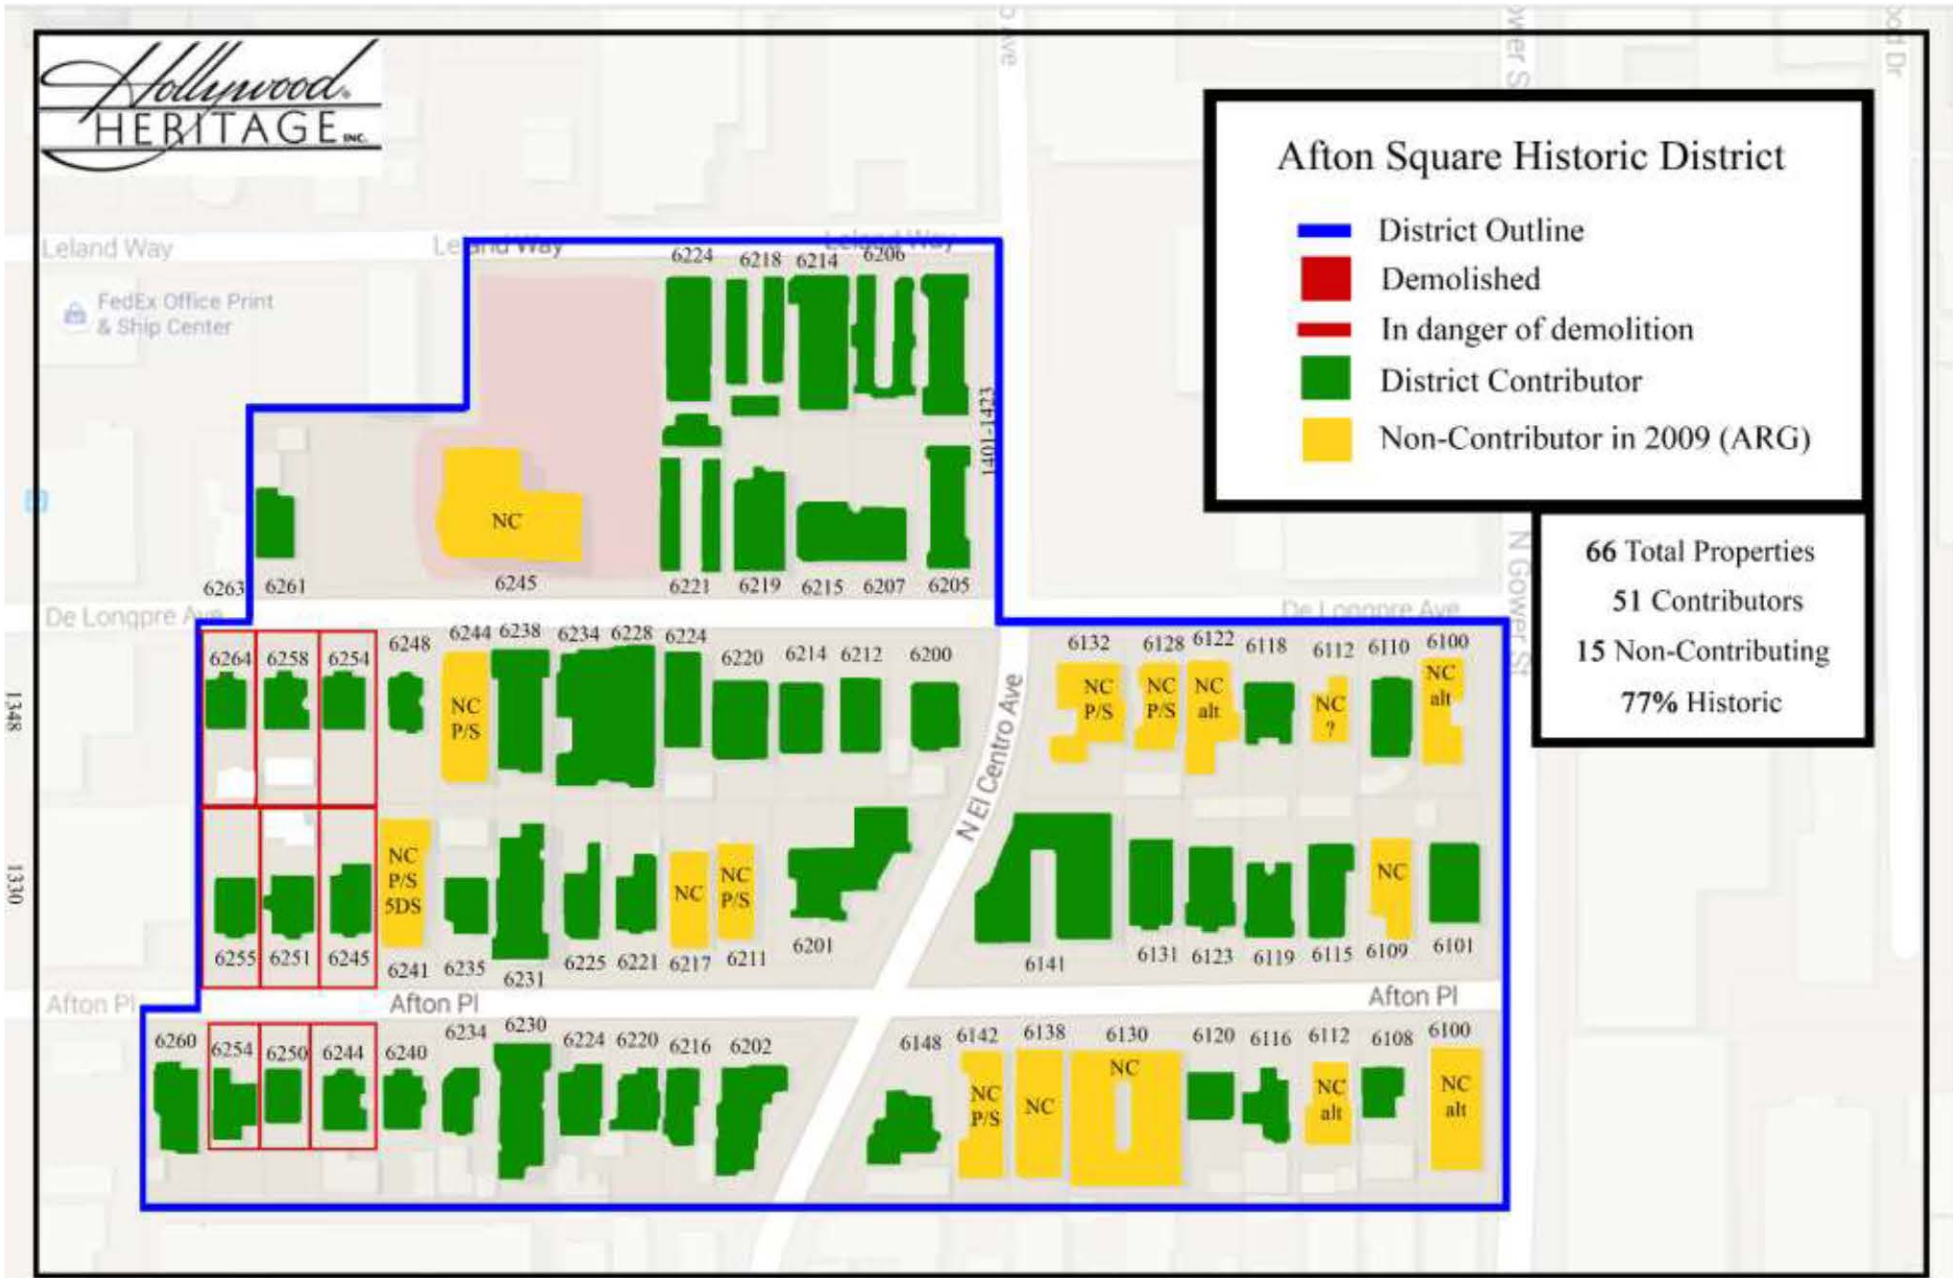 Hollywood
HERITAGE INC.
Afton Square Historic District
District Outline
Demolished
In danger of demolition
District Contributor
Non-Contributor in 2009 (ARG)
66 Total Properties
51 Contributors
15 Non-Contributing
77% Historic
Leland Way
Leland Way
Leland Way
FedEx Office Print
& Ship Center
6224 6218 6214 6206
1401-1423
NC
6263 6261 6245 6221 6219 6215 6207 6205
De Longpre Ave
De Longpre Ave
6264 6258 6254 6248 6244 6238 6234 6228 6224 6220 6214 6212 6200
6132 6128 6122 6118 6112 6110 6100
NC
P/S
NC
P/S
NC
P/S
NC
alt
NC
?
NC
alt
1348
1330
N El Centro Ave
N Gower St
NC
P/S
5DS
NC
NC
P/S
NC
6255 6251 6245 6241 6235 6231 6225 6221 6217 6211 6201
6141 6131 6123 6119 6115 6109 6101
Afton Pl
Afton Pl
Afton Pl
6260 6254 6250 6244 6240 6234 6230 6224 6220 6216 6202
6148 6142 6138 6130 6120 6116 6112 6108 6100
NC
P/S
NC
NC
NC
alt
NC
alt